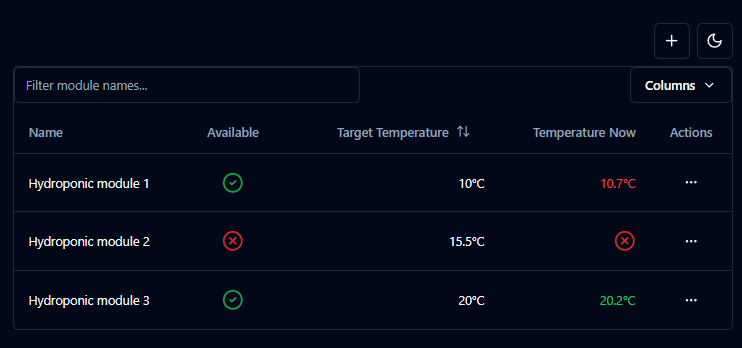 Filter module names...
Columns
Name Available Target Temperature Temperature Now Actions
Hydroponic module 1 10°C 10.7°C
Hydroponic module 2 15.5°C
Hydroponic module 3 20°C 20.2°C